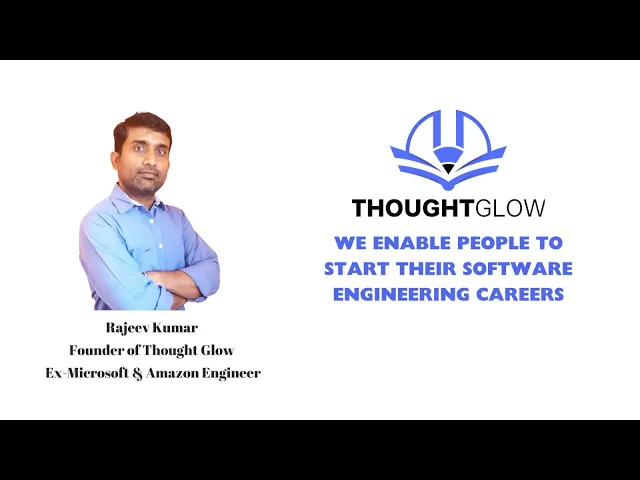 THOUGHTGLOW
WE ENABLE PEOPLE TO
START THEIR SOFTWARE
ENGINEERING CAREERS
Rajeev Kumar
Founder of Thought Glow
Ex-Microsoft & Amazon Engineer